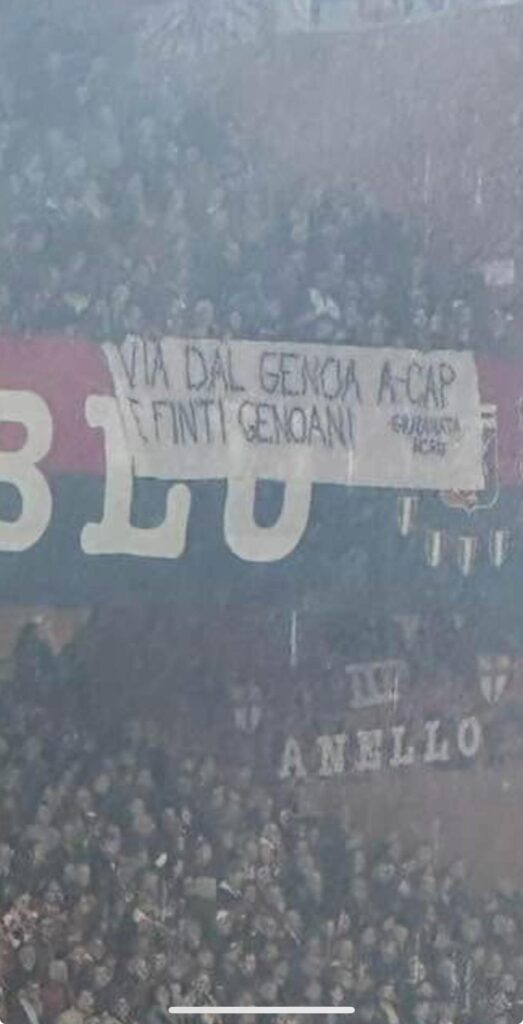 VIA DAL GENOA A-CAP
E FINTI GENOANI
GRADINATA
NORD
BLU
ANELLO